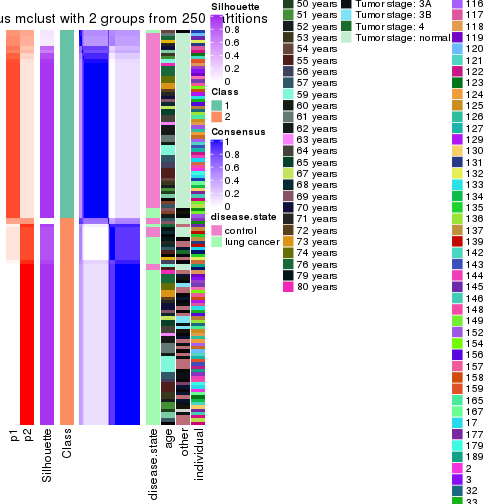 us mclust with 2 groups from 250 partitions
p1
p2
Silhouette
Class
disease.state
age
other
individual
Silhouette
1
0.8
0.6
0.4
0.2
0
Class
1
2
Consensus
1
0.8
0.6
0.4
0.2
0
disease.state
control
lung cancer
50 years
51 years
52 years
53 years
54 years
55 years
56 years
57 years
59 years
60 years
61 years
62 years
63 years
64 years
65 years
67 years
68 years
69 years
70 years
71 years
72 years
73 years
74 years
76 years
79 years
80 years
Tumor stage: 3A
Tumor stage: 3B
Tumor stage: 4
Tumor stage: normal
116
117
118
119
120
121
122
123
124
125
126
127
129
130
131
132
133
134
135
136
137
139
142
143
144
145
146
148
149
152
154
156
157
158
159
165
167
17
177
179
189
2
3
32
33